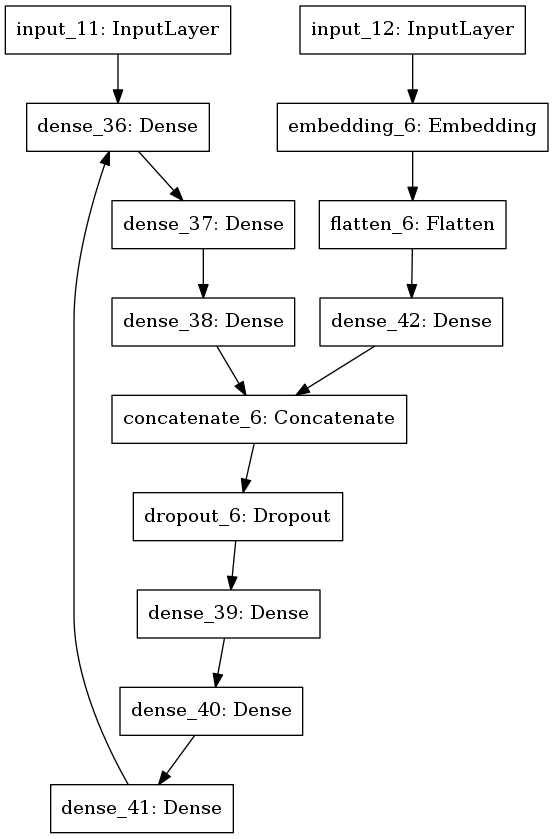 input_11: InputLayer
input_12: InputLayer
dense_36: Dense
embedding_6: Embedding
dense_37: Dense
flatten_6: Flatten
dense_38: Dense
dense_42: Dense
concatenate_6: Concatenate
dropout_6: Dropout
dense_39: Dense
dense_40: Dense
dense_41: Dense